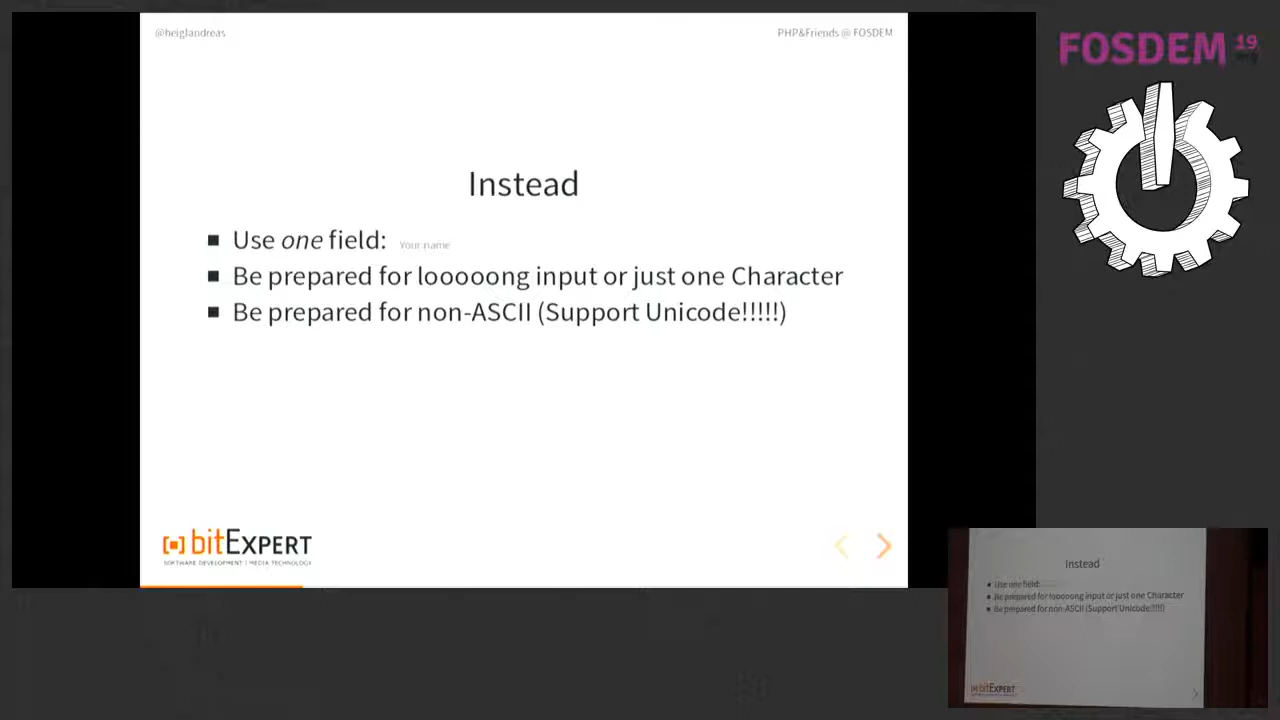 @heiglandreas
PHP&Friends @ FOSDEM
FOSDEM 19
.org
Instead
■ Use one field: Your name
■ Be prepared for looooong input or just one Character
■ Be prepared for non-ASCII (Support Unicode!!!!!)
bitExpert
SOFTWARE DEVELOPMENT | MEDIA TECHNOLOGY
Instead
■ Use one field:
■ Be prepared for looooong input or just one Character
■ Be prepared for non-ASCII (Support Unicode!!!!!)
bitExpert